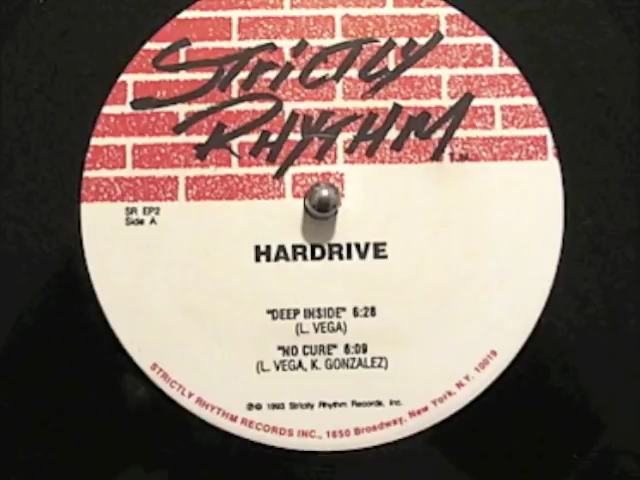 STRiCTLY
RHYTHM
T.M.
SR EP2
Side A
HARDRIVE
"DEEP INSIDE" 6:28
(L. VEGA)
"NO CURE" 6:09
(L. VEGA, K. GONZALEZ)
℗© 1993 Strictly Rhythm Records, Inc.
STRICTLY RHYTHM RECORDS INC., 1650 Broadway, New York, N.Y. 10019